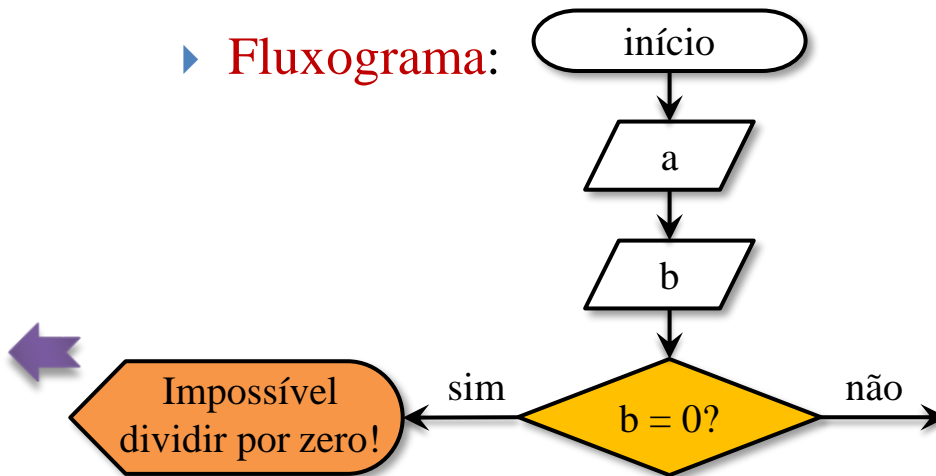 Fluxograma:
início
a
b
b = 0?
sim
não
Impossível
dividir por zero!